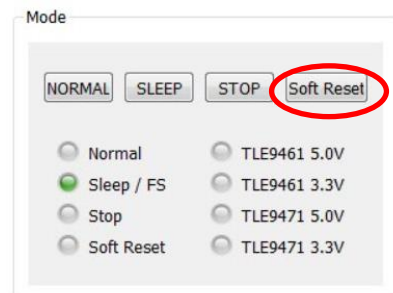 Mode
NORMAL SLEEP STOP Soft Reset
Normal TLE9461 5.0V
Sleep / FS TLE9461 3.3V
Stop TLE9471 5.0V
Soft Reset TLE9471 3.3V